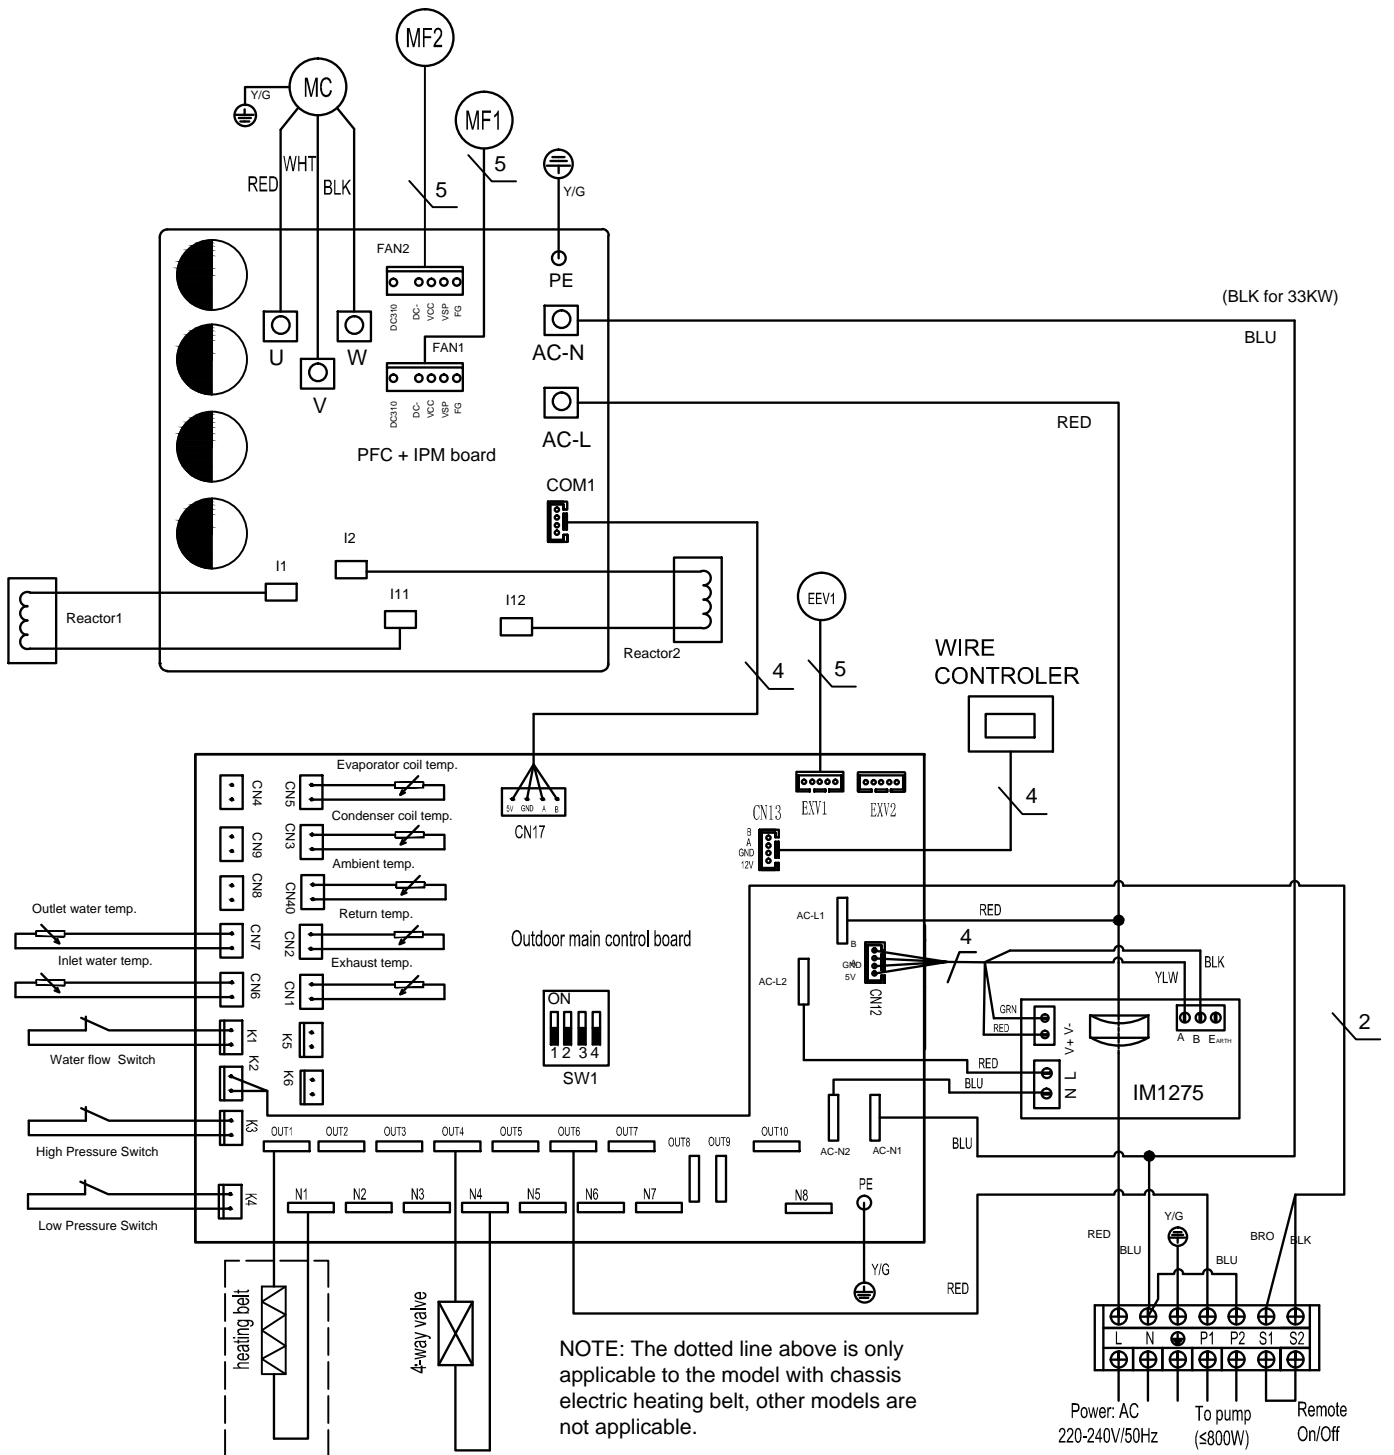 MF2
MC
Y/G
MF1
WHT
RED
BLK
5
5
Y/G
FAN2
PE
DC310
DC-
VCC
VSP
FG
(BLK for 33KW)
BLU
U
W
V
FAN1
AC-N
DC310
DC-
VCC
VSP
FG
AC-L
RED
PFC + IPM board
COM1
I2
I1
I11
I12
Reactor1
Reactor2
EEV1
4
5
WIRE
CONTROLER
4
Evaporator coil temp.
CN4
CN5
5V
GND
A
B
CN17
EXV1
EXV2
CN13
B
A
GND
12V
Condenser coil temp.
CN9
CN3
Ambient temp.
CN8
CN40
Outlet water temp.
Return temp.
CN7
CN2
Outdoor main control board
AC-L1
RED
Inlet water temp.
Exhaust temp.
CN6
CN1
B
A
GND
5V
CN12
4
AC-L2
BLK
YLW
ON
1 2 3 4
SW1
GRN
RED
V+ V-
A B EARTH
2
Water flow Switch
K1
K5
K2
K6
RED
BLU
N L
IM1275
High Pressure Switch
K3
OUT1
OUT2
OUT3
OUT4
OUT5
OUT6
OUT7
OUT8
OUT9
OUT10
AC-N2
AC-N1
BLU
Low Pressure Switch
K4
N1
N2
N3
N4
N5
N6
N7
N8
PE
Y/G
RED
RED
BLU
Y/G
BLU
BRO
BLK
heating belt
4-way valve
L N P1 P2 S1 S2
NOTE: The dotted line above is only
applicable to the model with chassis
electric heating belt, other models are
not applicable.
Power: AC
220-240V/50Hz
To pump
(≤800W)
Remote
On/Off